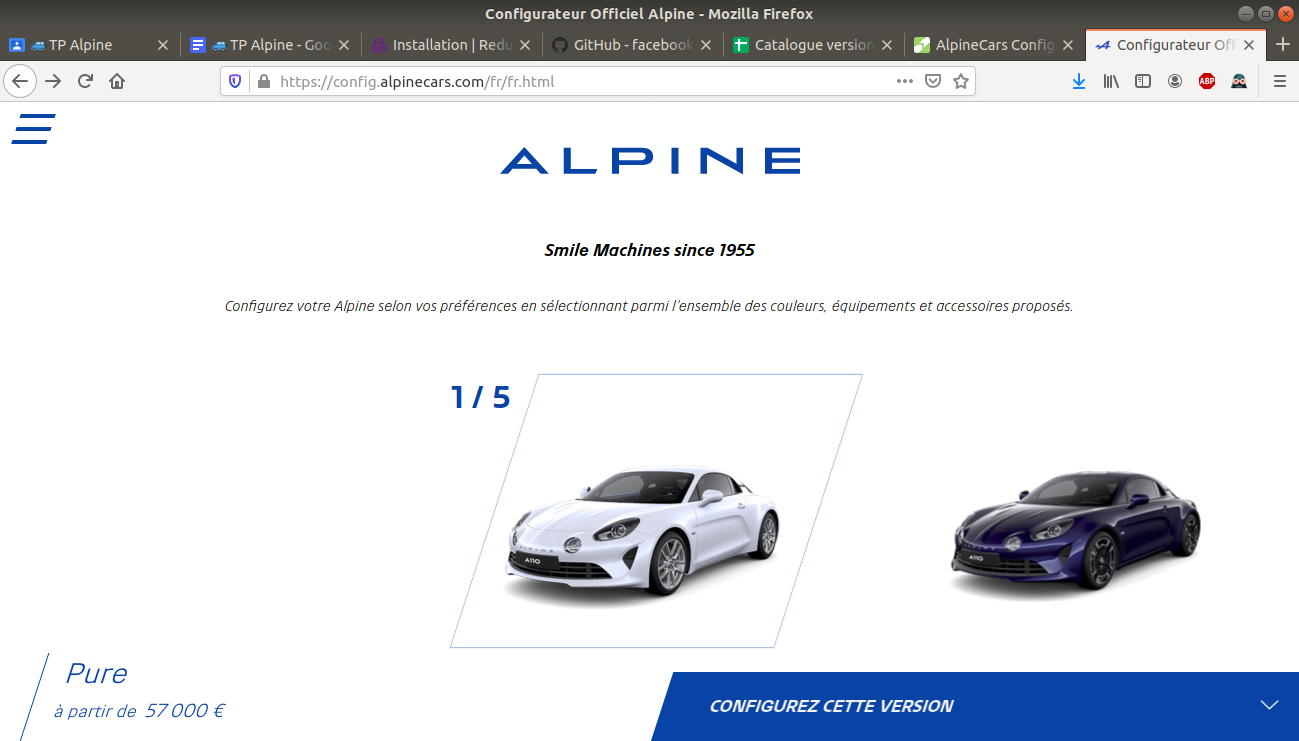 Configurateur Officiel Alpine - Mozilla Firefox
TP Alpine
TP Alpine - Goo
Installation | Redu
GitHub - facebook
Catalogue version
AlpineCars Config
Configurateur Off
https://config.alpinecars.com/fr/fr.html
ABP
ALPINE
Smile Machines since 1955
Configurez votre Alpine selon vos préférences en sélectionnant parmi l'ensemble des couleurs, équipements et accessoires proposés.
1 / 5
ALPINE
A110
ALPINE
A110
Pure
à partir de 57 000 €
CONFIGUREZ CETTE VERSION